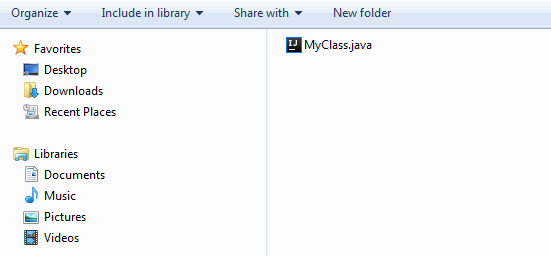 Organize Include in library Share with New folder
Favorites
Desktop
Downloads
Recent Places
Libraries
Documents
Music
Pictures
Videos
IJ MyClass.java